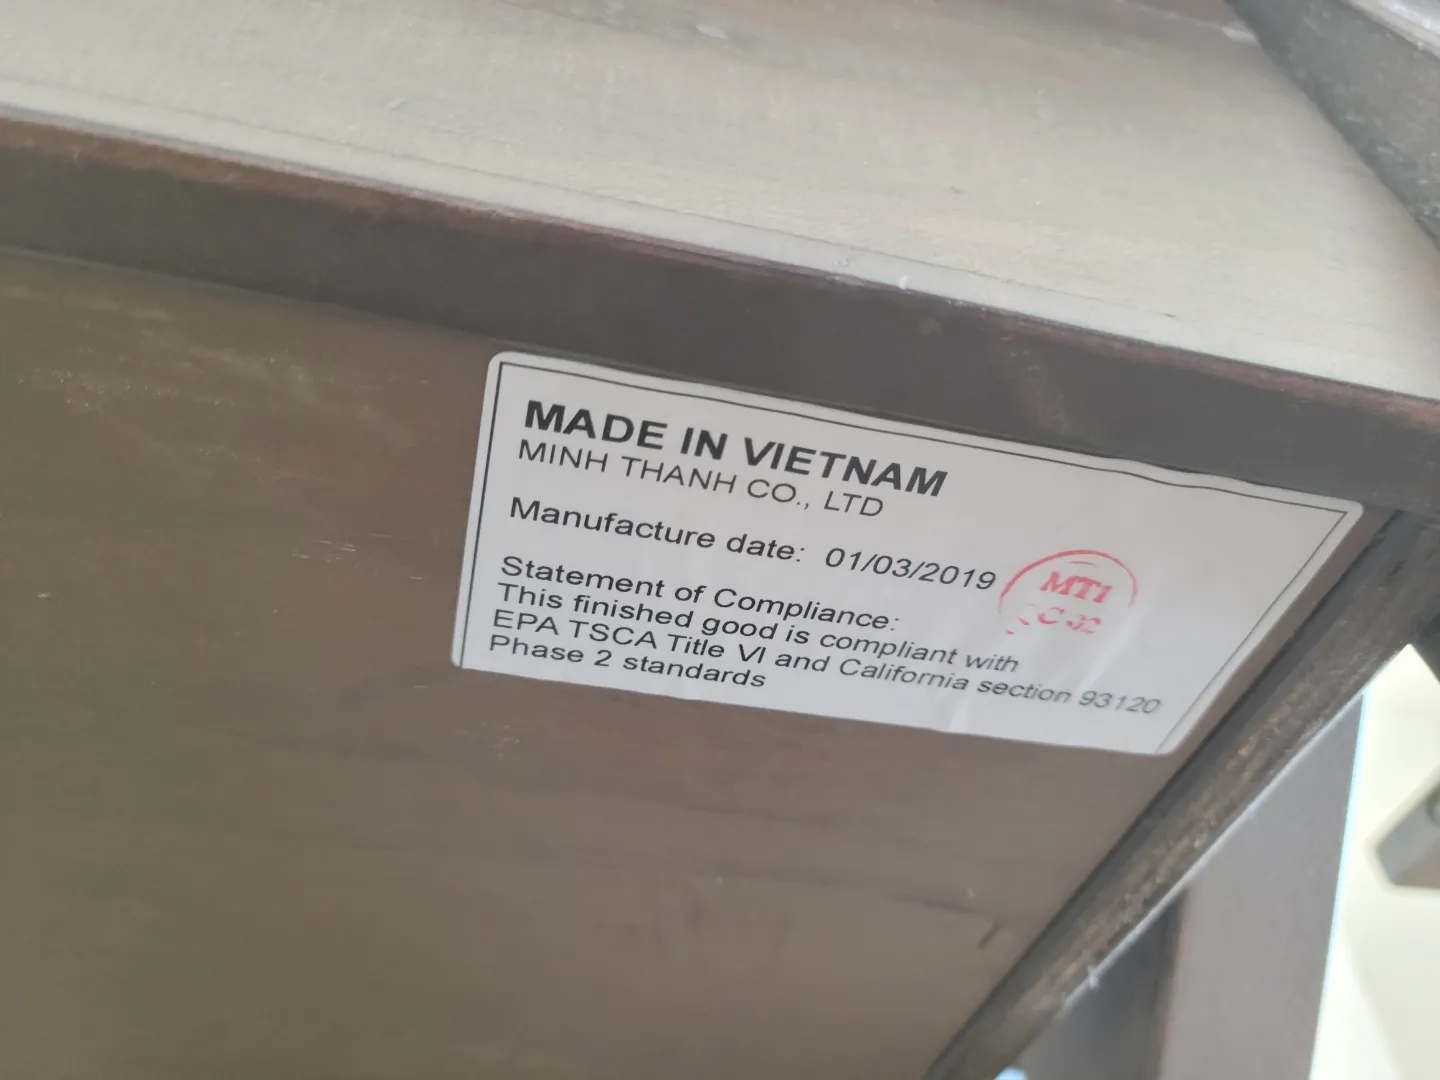 MADE IN VIETNAM
MINH THANH CO., LTD
Manufacture date: 01/03/2019
MT1
Statement of Compliance:
This finished good is compliant with
EPA TSCA Title VI and California section 93120
Phase 2 standards